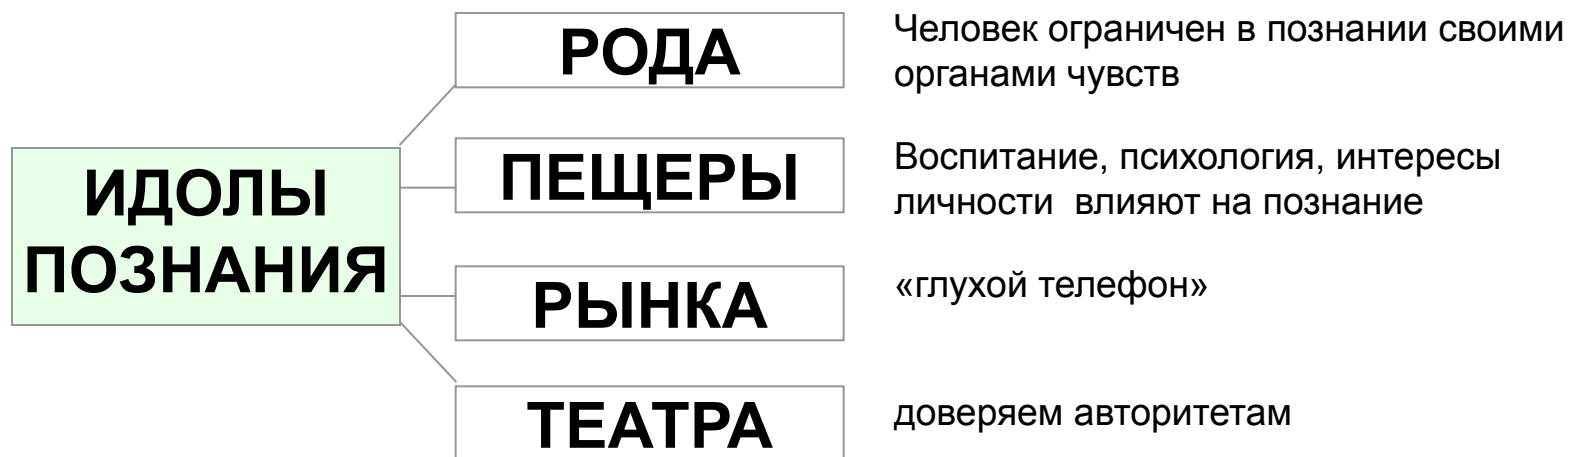 ИДОЛЫ
ПОЗНАНИЯ
РОДА
Человек ограничен в познании своими
органами чувств
ПЕЩЕРЫ
Воспитание, психология, интересы
личности влияют на познание
РЫНКА
«глухой телефон»
ТЕАТРА
доверяем авторитетам